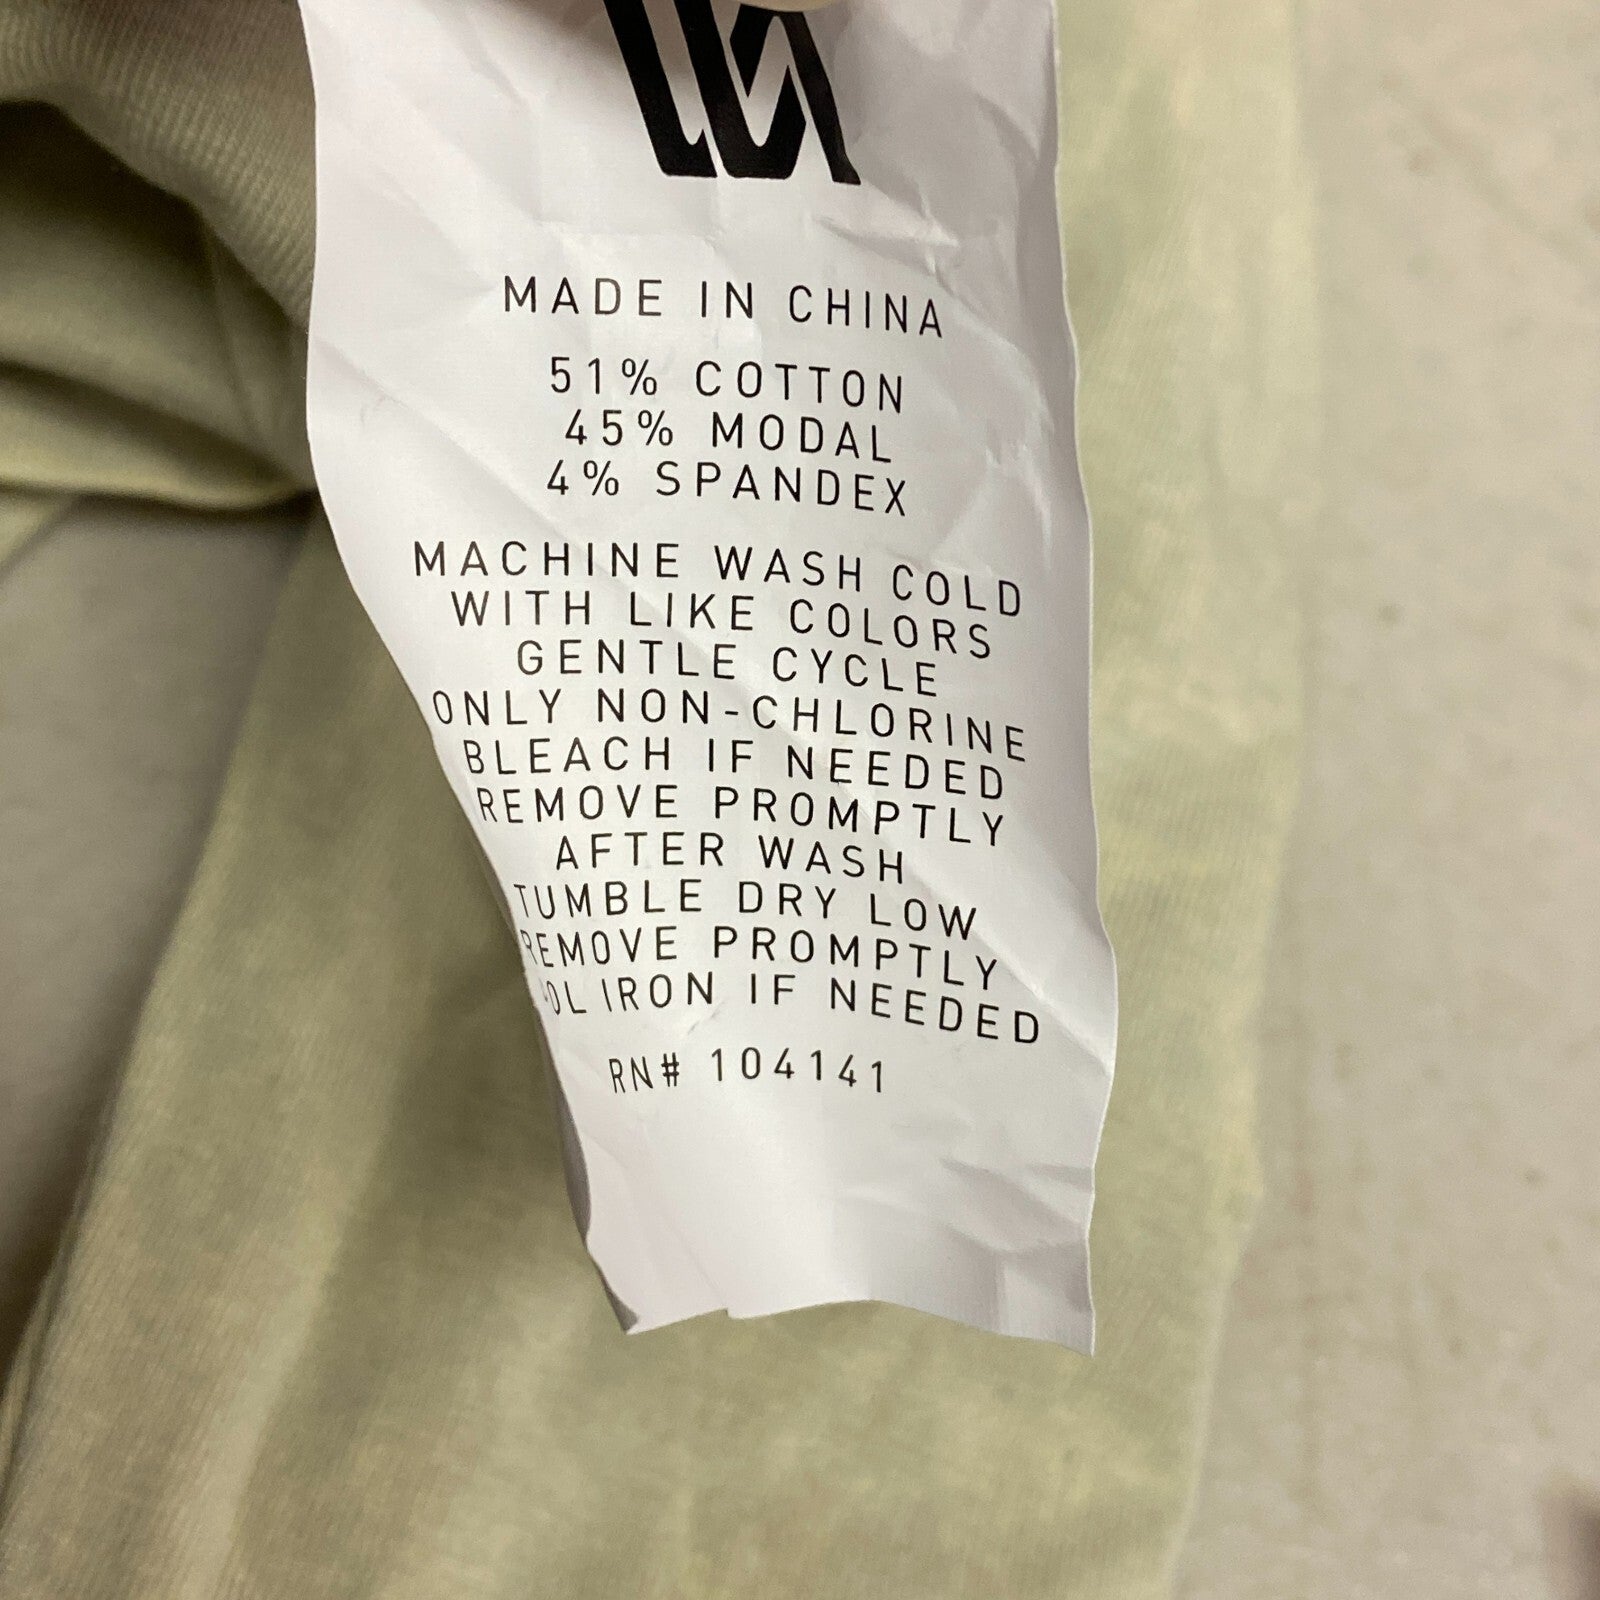 MADE IN CHINA
51% COTTON
45% MODAL
4% SPANDEX
MACHINE WASH COLD
WITH LIKE COLORS
GENTLE CYCLE
ONLY NON-CHLORINE
BLEACH IF NEEDED
REMOVE PROMPTLY
AFTER WASH
TUMBLE DRY LOW
REMOVE PROMPTLY
IRON IF NEEDED
RN# 104141